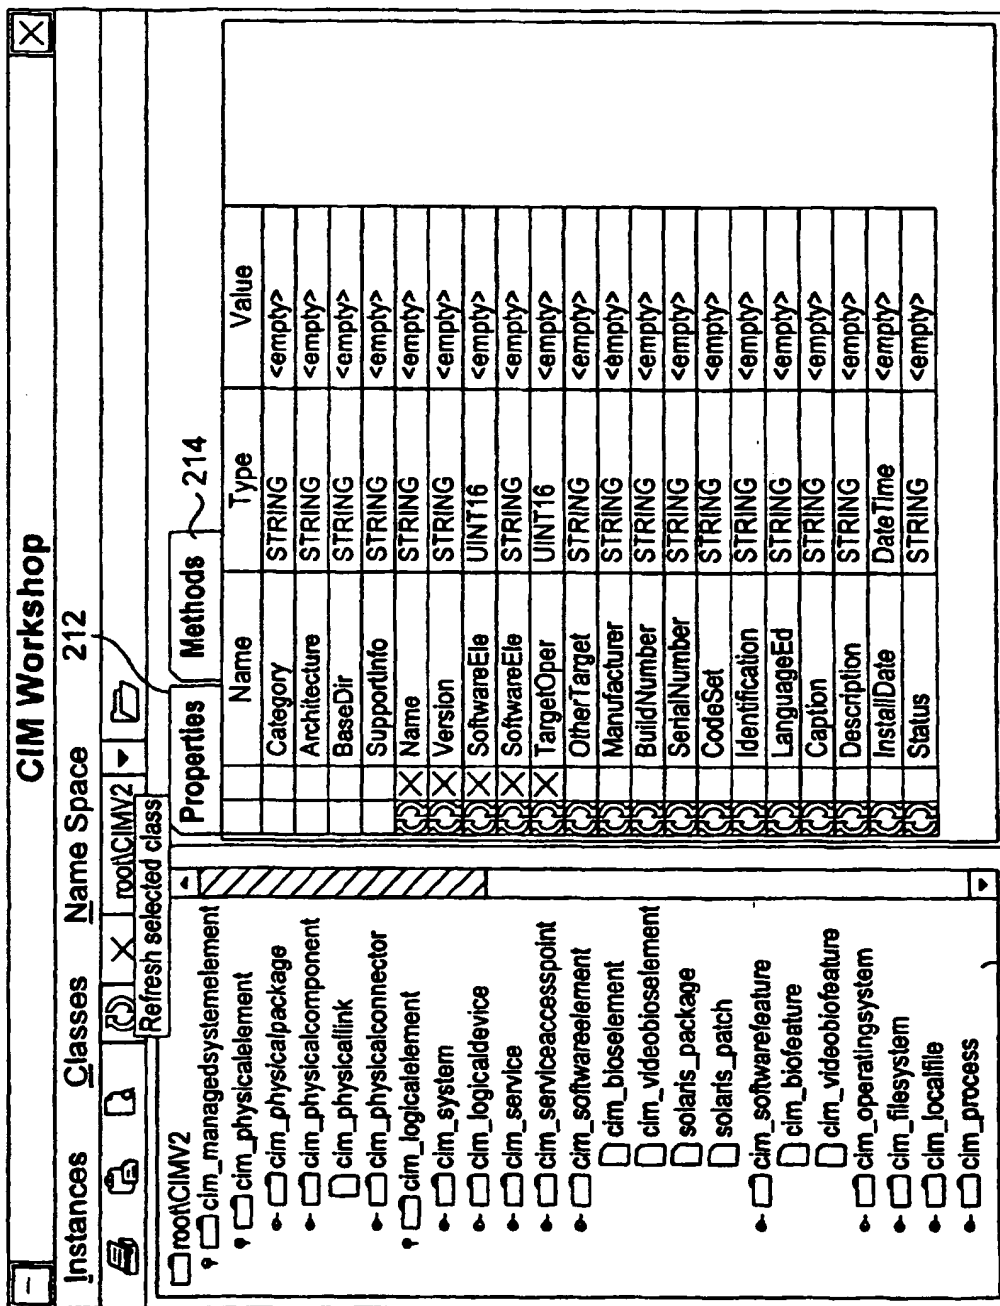 CIM Workshop
Instances Classes Name Space 212
root\CIMV2
Refresh selected class
root\CIMV2
cim_managedsystemelement
cim_physicalelement
cim_physicalpackage
cim_physicalcomponent
cim_physicallink
cim_physicalconnector
cim_logicalelement
cim_system
cim_logicaldevice
cim_service
cim_serviceaccesspoint
cim_softwareelement
cim_bioselement
cim_videobioselement
solaris_package
solaris_patch
cim_softwarefeature
cim_biofeature
cim_videobiofeature
cim_operatingsystem
cim_filesystem
cim_localfile
cim_process
Properties Methods 214
Name Type Value
Category STRING <empty>
Architecture STRING <empty>
BaseDir STRING <empty>
SupportInfo STRING <empty>
Name STRING <empty>
Version STRING <empty>
SoftwareEle UINT16 <empty>
SoftwareEle STRING <empty>
TargetOper UINT16 <empty>
OtherTarget STRING <empty>
Manufacturer STRING <empty>
BuildNumber STRING <empty>
SerialNumber STRING <empty>
CodeSet STRING <empty>
Identification STRING <empty>
LanguageEd STRING <empty>
Caption STRING <empty>
Description STRING <empty>
InstallDate DateTime <empty>
Status STRING <empty>